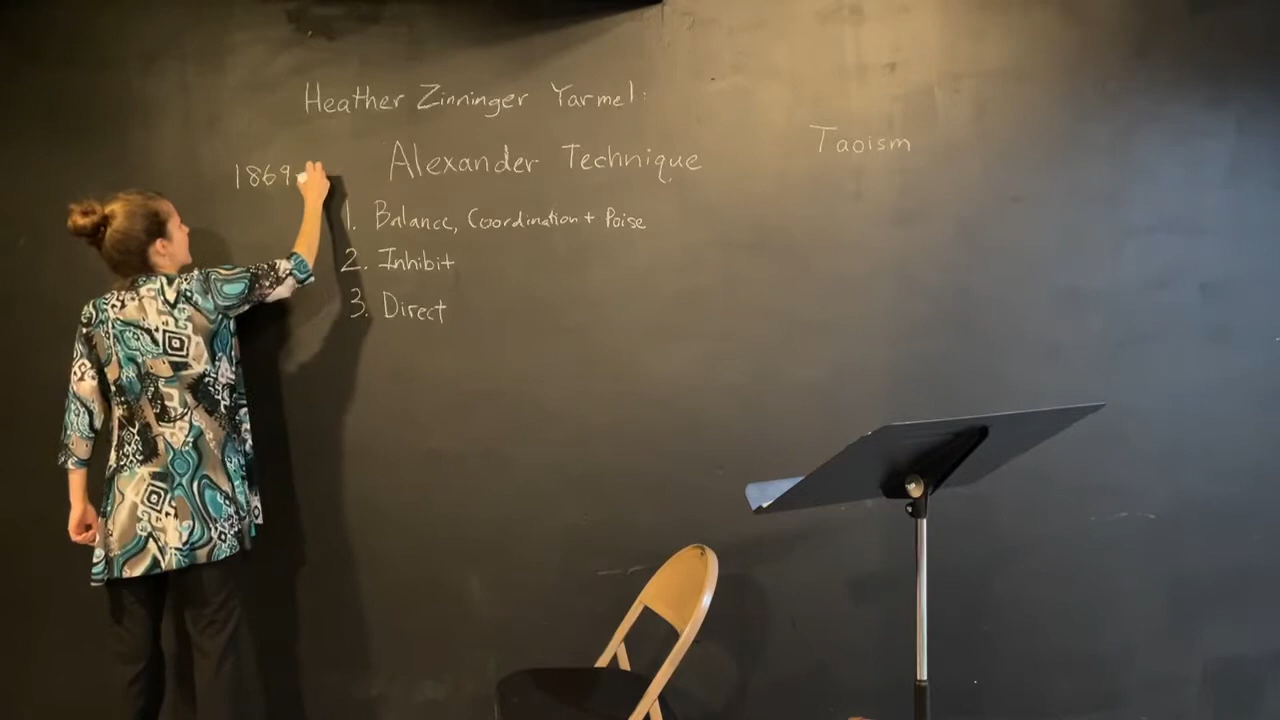 Heather Zinninger Yarmel:
Taoism
Alexander Technique
1869-
1. Balance, Coordination + Poise
2. Inhibit
3. Direct